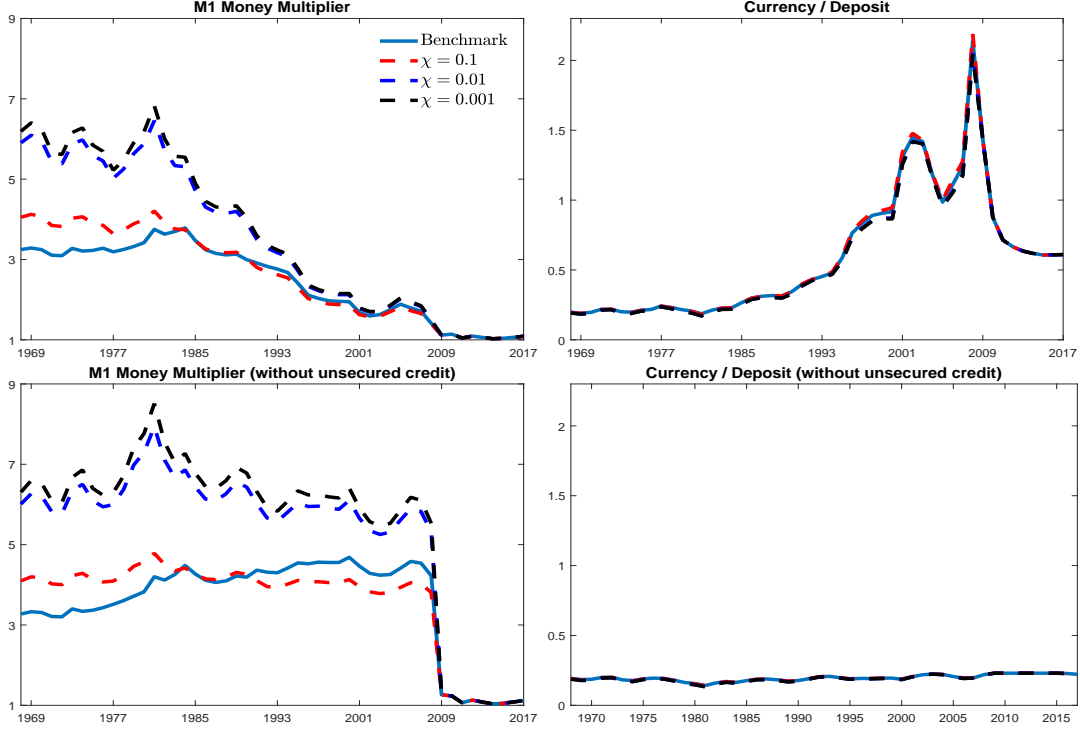 M1 Money Multiplier
9
7
5
3
1
1969 1977 1985 1993 2001 2009 2017
Benchmark
χ = 0.1
χ = 0.01
χ = 0.001
Currency / Deposit
2
1.5
1
0.5
0
1969 1977 1985 1993 2001 2009 2017
M1 Money Multiplier (without unsecured credit)
9
7
5
3
1
1969 1977 1985 1993 2001 2009 2017
Currency / Deposit (without unsecured credit)
2
1.5
1
0.5
0
1970 1975 1980 1985 1990 1995 2000 2005 2010 2015